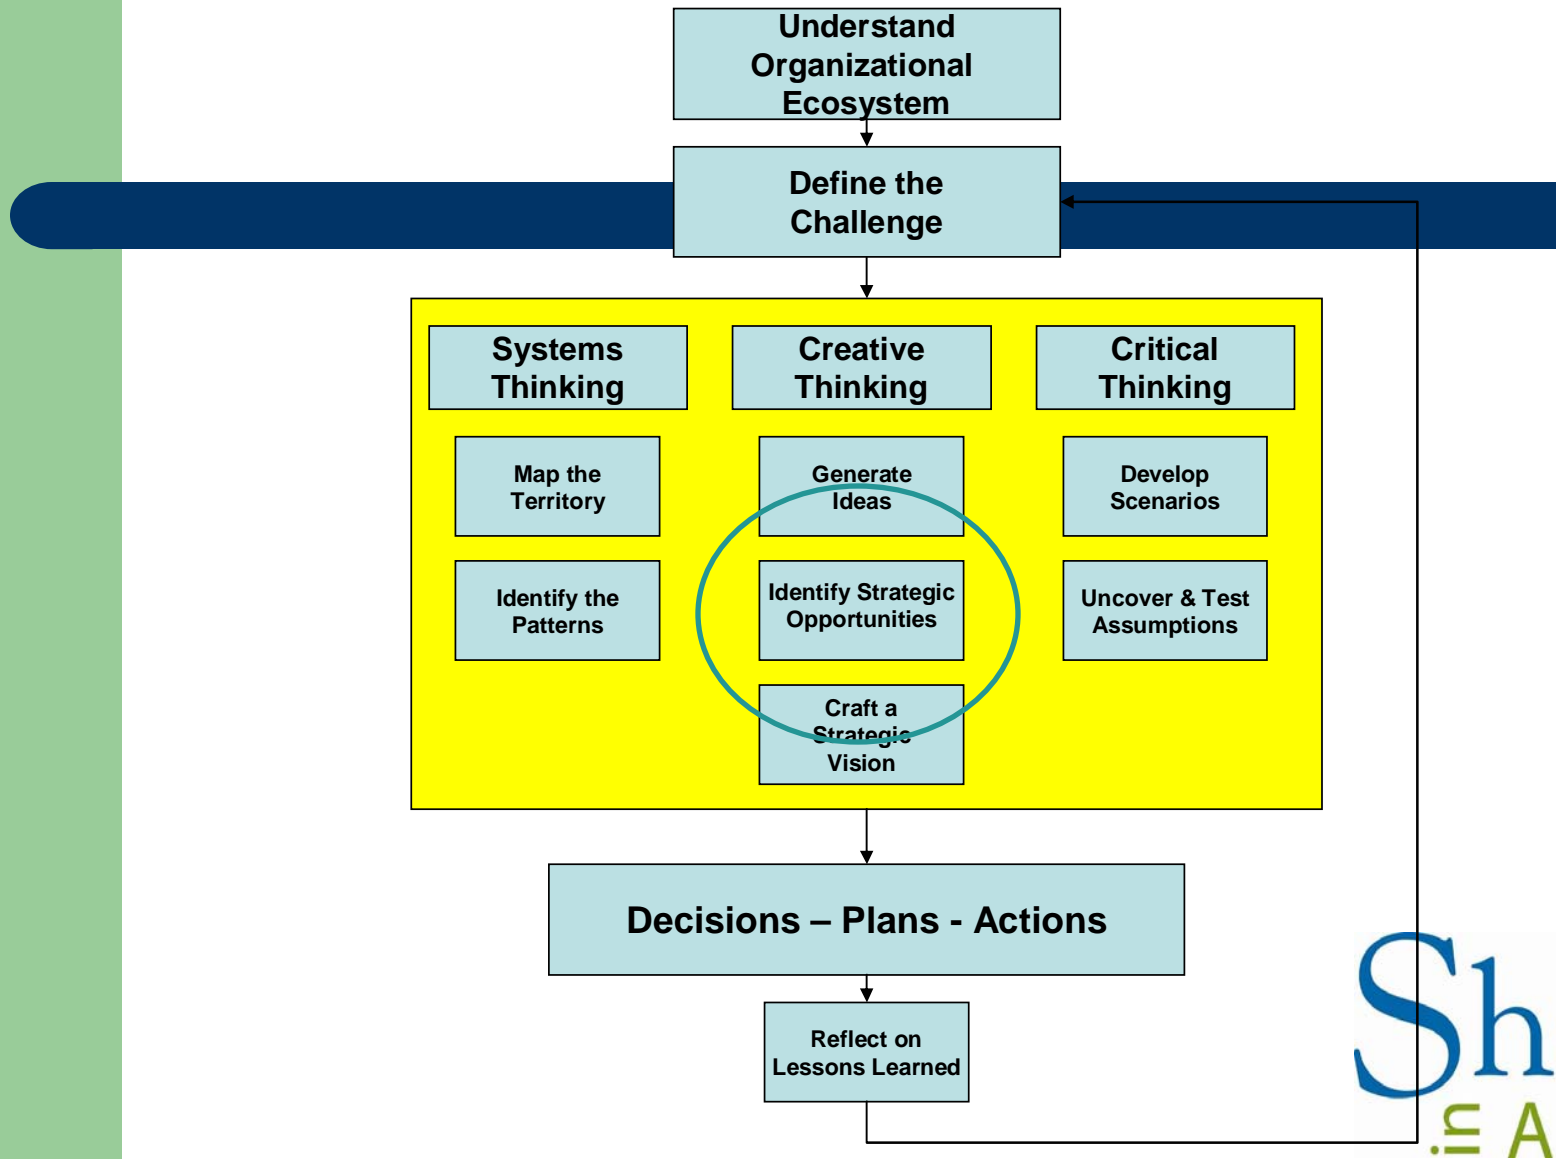 Understand
Organizational
Ecosystem
Define the
Challenge
Systems
Thinking
Creative
Thinking
Critical
Thinking
Map the
Territory
Generate
Ideas
Develop
Scenarios
Identify the
Patterns
Identify Strategic
Opportunities
Uncover & Test
Assumptions
Craft a
Strategic
Vision
Decisions – Plans - Actions
Reflect on
Lessons Learned
Sh
in
A